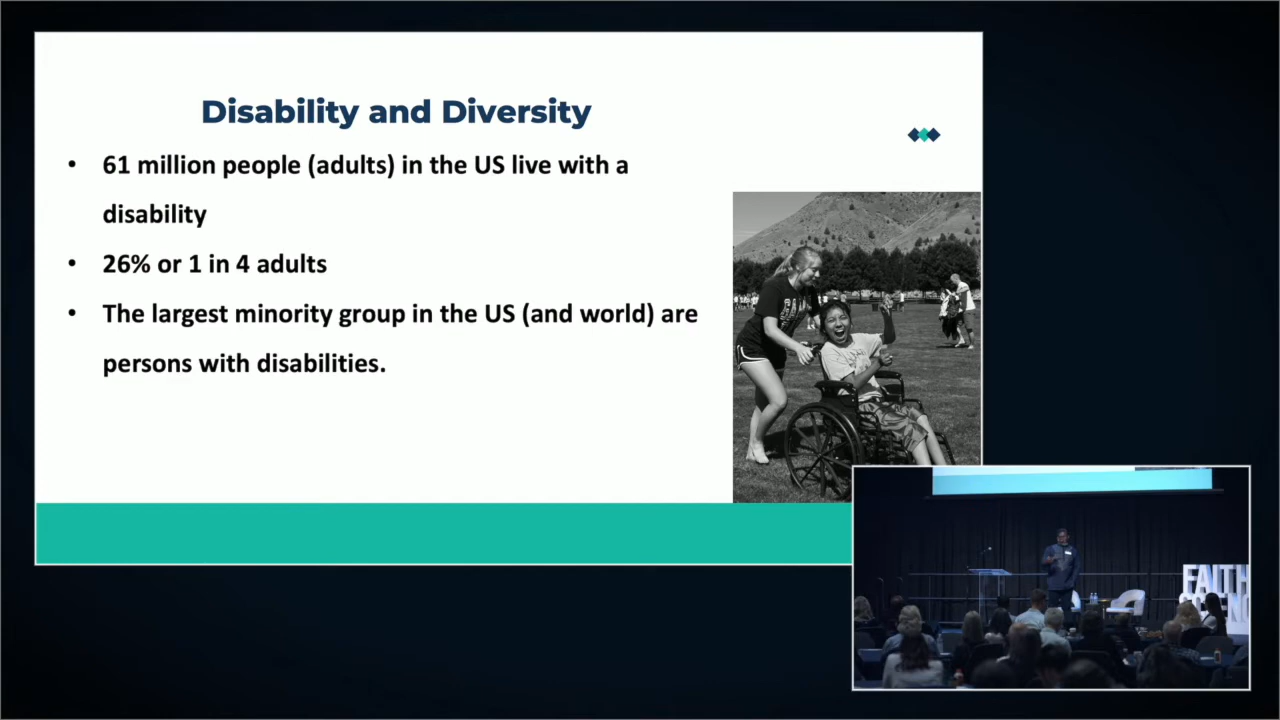 Disability and Diversity
• 61 million people (adults) in the US live with a
disability
• 26% or 1 in 4 adults
• The largest minority group in the US (and world) are
persons with disabilities.
FAITH